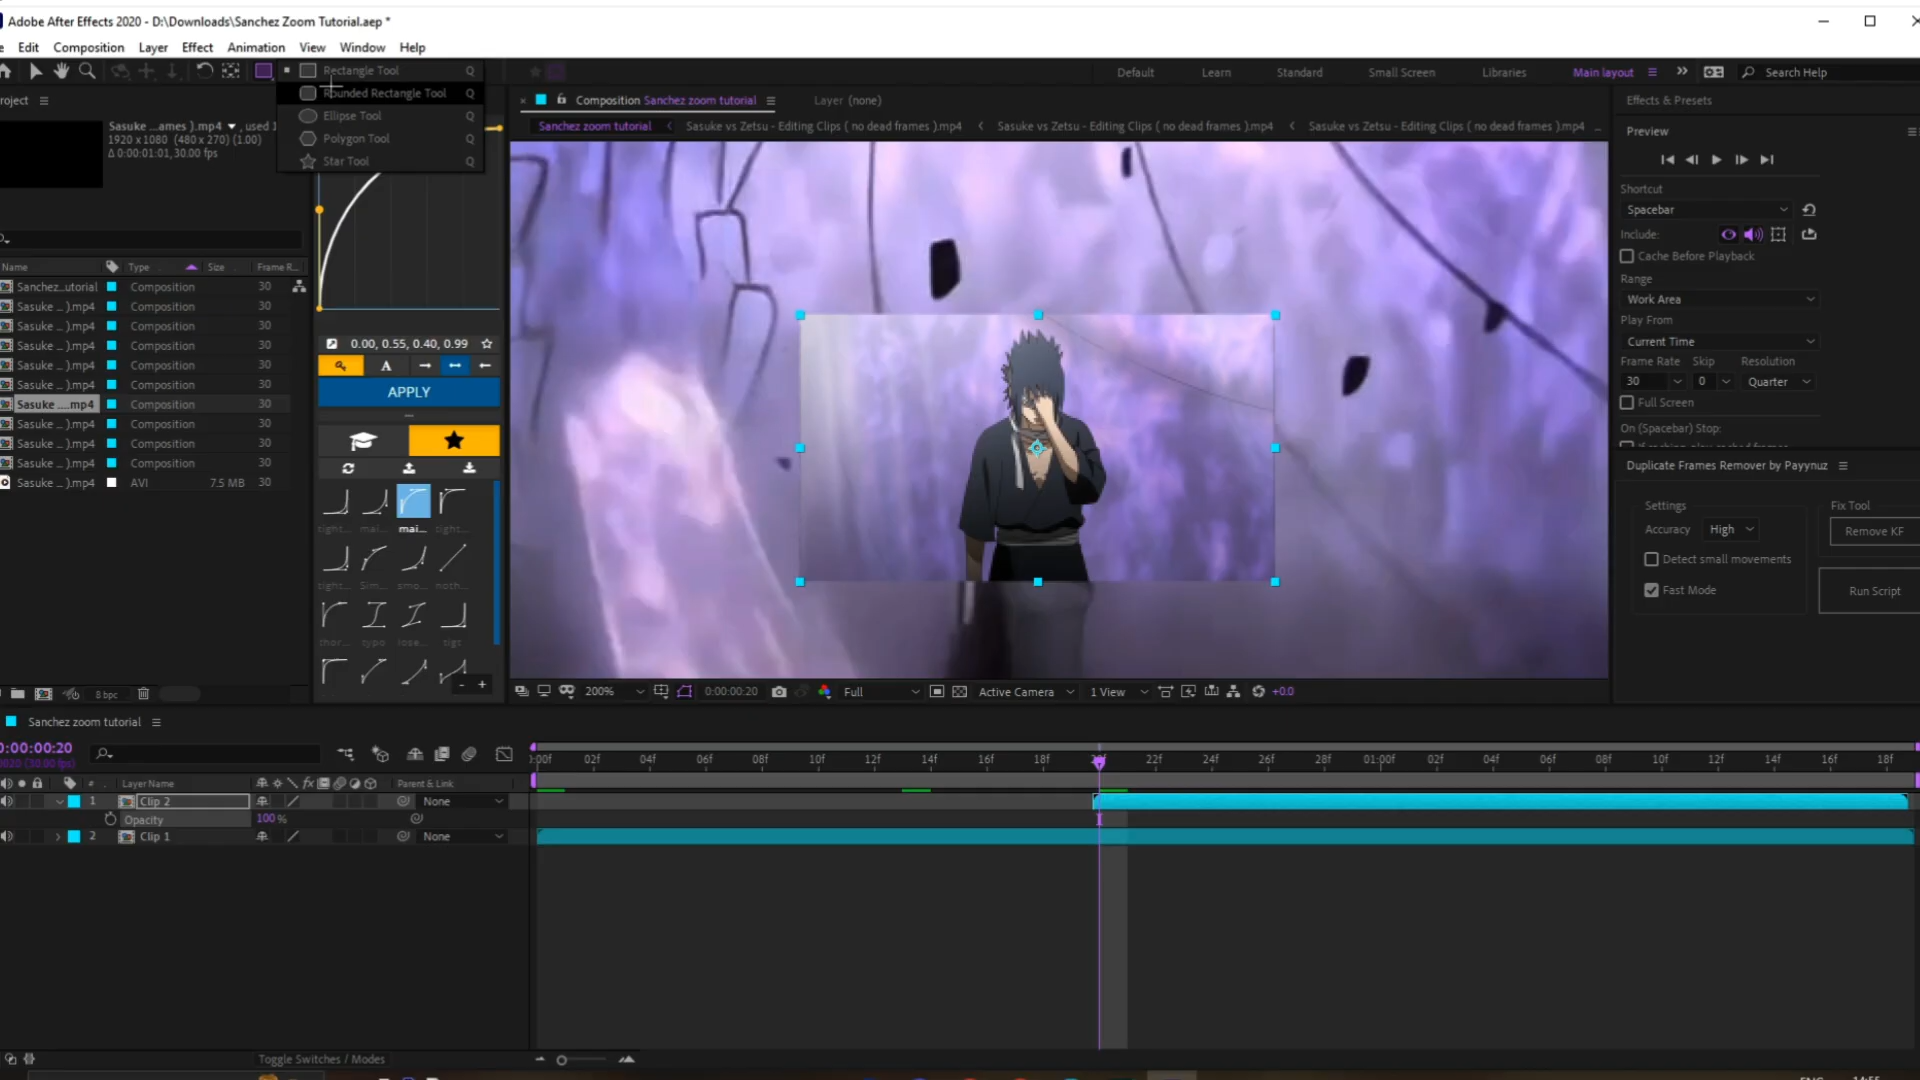 Adobe After Effects 2020 - D:\Downloads\Sanchez Zoom Tutorial.aep *
Edit Composition Layer Effect Animation View Window Help
Rectangle Tool Q
Rounded Rectangle Tool Q
Ellipse Tool Q
Polygon Tool Q
Star Tool Q
Default Learn Standard Small Screen Libraries Main layout Search Help
roject
Sasuke ...ames ).mp4 , used 1
1920 x 1080 (480 x 270) (1.00)
Δ 0:00:01:01, 30.00 fps
Composition Sanchez zoom tutorial
Layer (none)
Sanchez zoom tutorial Sasuke vs Zetsu - Editing Clips ( no dead frames ).mp4 Sasuke vs Zetsu - Editing Clips ( no dead frames ).mp4 Sasuke vs Zetsu - Editing Clips ( no dead frames ).mp4 ...
Name Type Size Frame R...
Sanchez_utorial Composition 30
Sasuke _ ).mp4 Composition 30
Sasuke _ ).mp4 Composition 30
Sasuke _ ).mp4 Composition 30
Sasuke _ ).mp4 Composition 30
Sasuke _ ).mp4 Composition 30
Sasuke ....mp4 Composition 30
Sasuke _ ).mp4 Composition 30
Sasuke _ ).mp4 Composition 30
Sasuke _ ).mp4 Composition 30
Sasuke _ ).mp4 AVI 7.5 MB 30
8 bpc
0.00, 0.55, 0.40, 0.99
A
APPLY
tight... mai... mai... tight...
tight... Sim... smo... noth...
thor... typo lose... tigt
- +
200% 0:00:00:20 Full Active Camera 1 View +0.0
Effects & Presets
Preview
Shortcut
Spacebar
Include:
Cache Before Playback
Range
Work Area
Play From
Current Time
Frame Rate Skip Resolution
30 0 Quarter
Full Screen
On (Spacebar) Stop:
Duplicate Frames Remover by Payynuz
Settings
Fix Tool
Accuracy High
Remove KF
Detect small movements
Fast Mode
Run Script
Sanchez zoom tutorial
0:00:00:20
:00f 02f 04f 06f 08f 10f 12f 14f 16f 18f 22f 24f 26f 28f 01:00f 02f 04f 06f 08f 10f 12f 14f 16f 18f
# Layer Name fx Parent & Link
1 Clip 2 None
Opacity 100 %
2 Clip 1 None
Toggle Switches / Modes